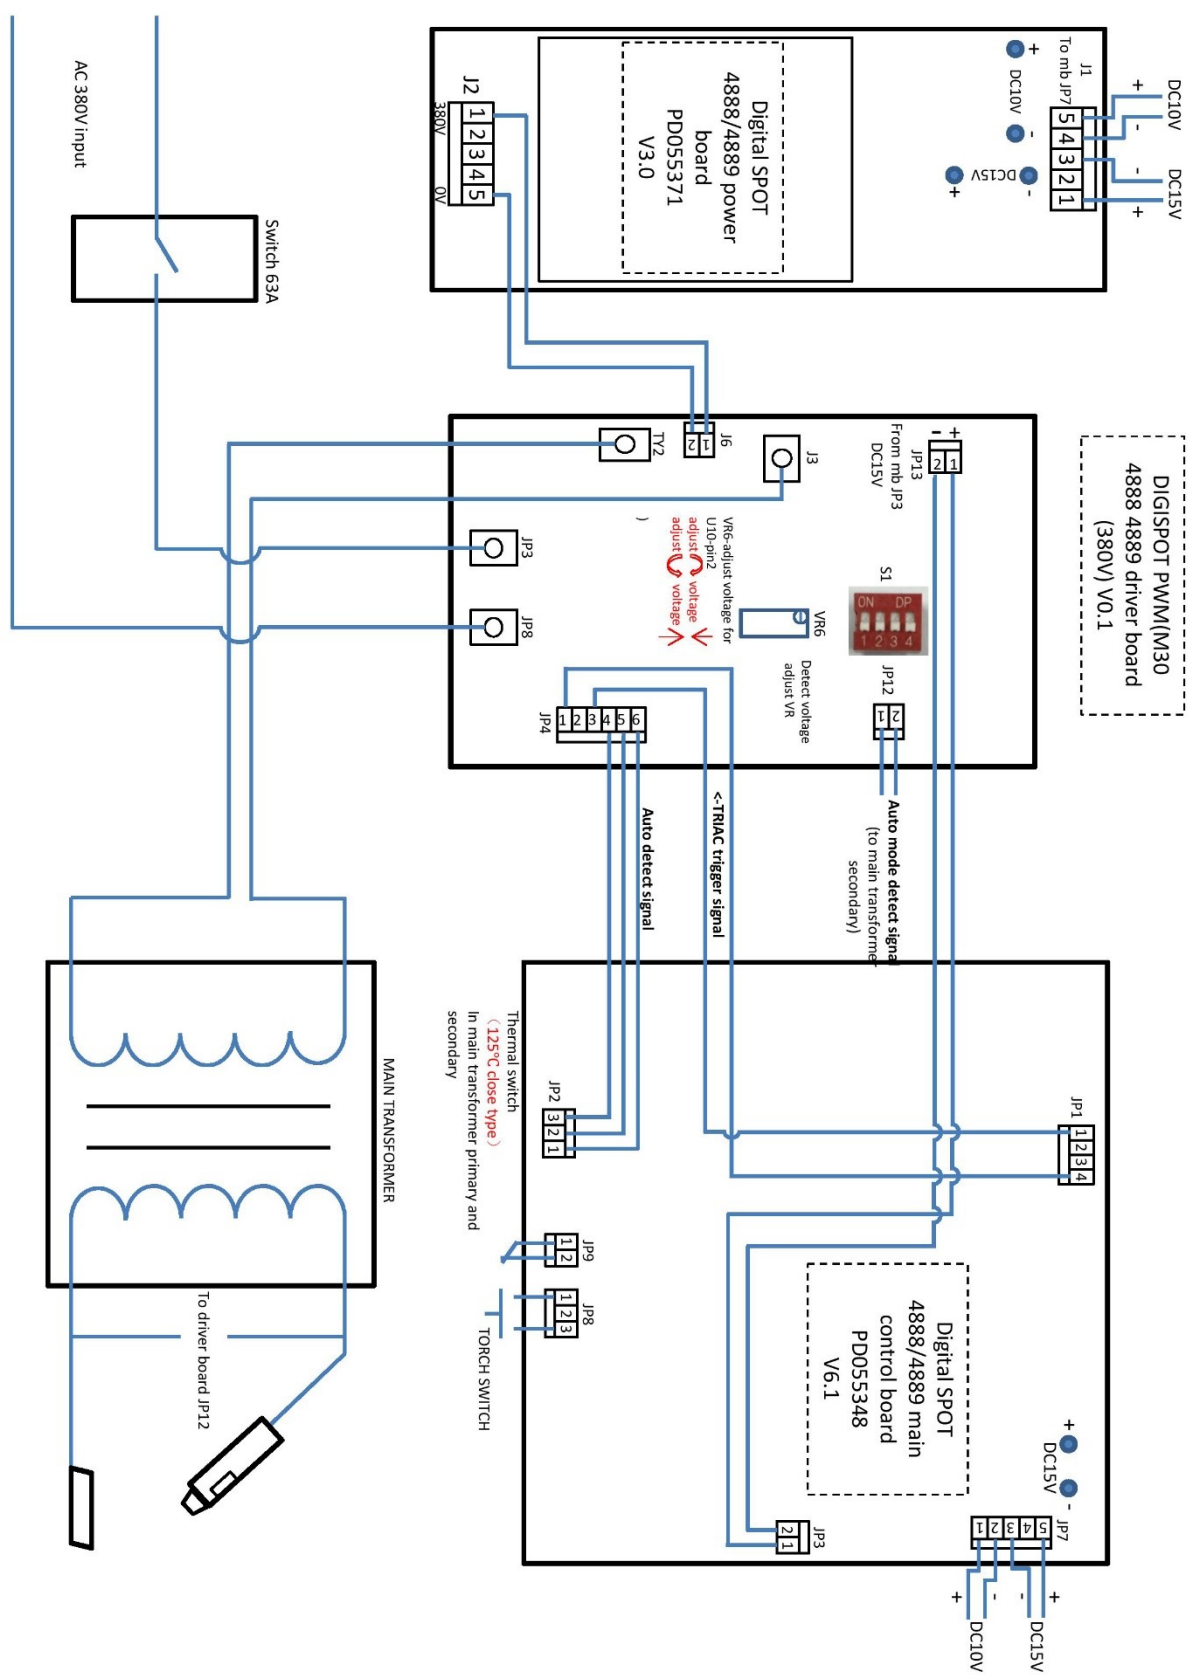 DC10V
+
-
DC15V
-
+
J1
To mb JP7
5
4
3
2
1
+
DC10V
-
DC15V
-
+
Digital SPOT
4888/4889 power
board
PD055371
V3.0
J2
1
2
3
4
5
380V
0V
AC 380V input
Switch 63A
DIGISPOT PWM(M30
4888 4889 driver board
(380V) V0.1
+
-
1
2
JP13
From mb JP3
DC15V
J3
J6
1
2
TY2
JP3
JP8
S1
ON DP
1 2 3 4
JP12
2
1
VR6
VR6-adjust voltage for
U10-pin2
adjust voltage
adjust voltage
)
Detect voltage
adjust VR
JP4
1
2
3
4
5
6
Auto mode detect signal
(to main transformer
secondary)
<-TRIAC trigger signal
Auto detect signal
JP1
1
2
3
4
Thermal switch
（125℃ close type）
In main transformer primary and
secondary
JP2
3
2
1
JP9
1
2
JP8
1
2
3
TORCH SWITCH
Digital SPOT
4888/4889 main
control board
PD055348
V6.1
+
DC15V
-
JP7
5
4
3
2
1
JP3
2
1
+
-
-
+
DC15V
DC10V
MAIN TRANSFORMER
To driver board JP12